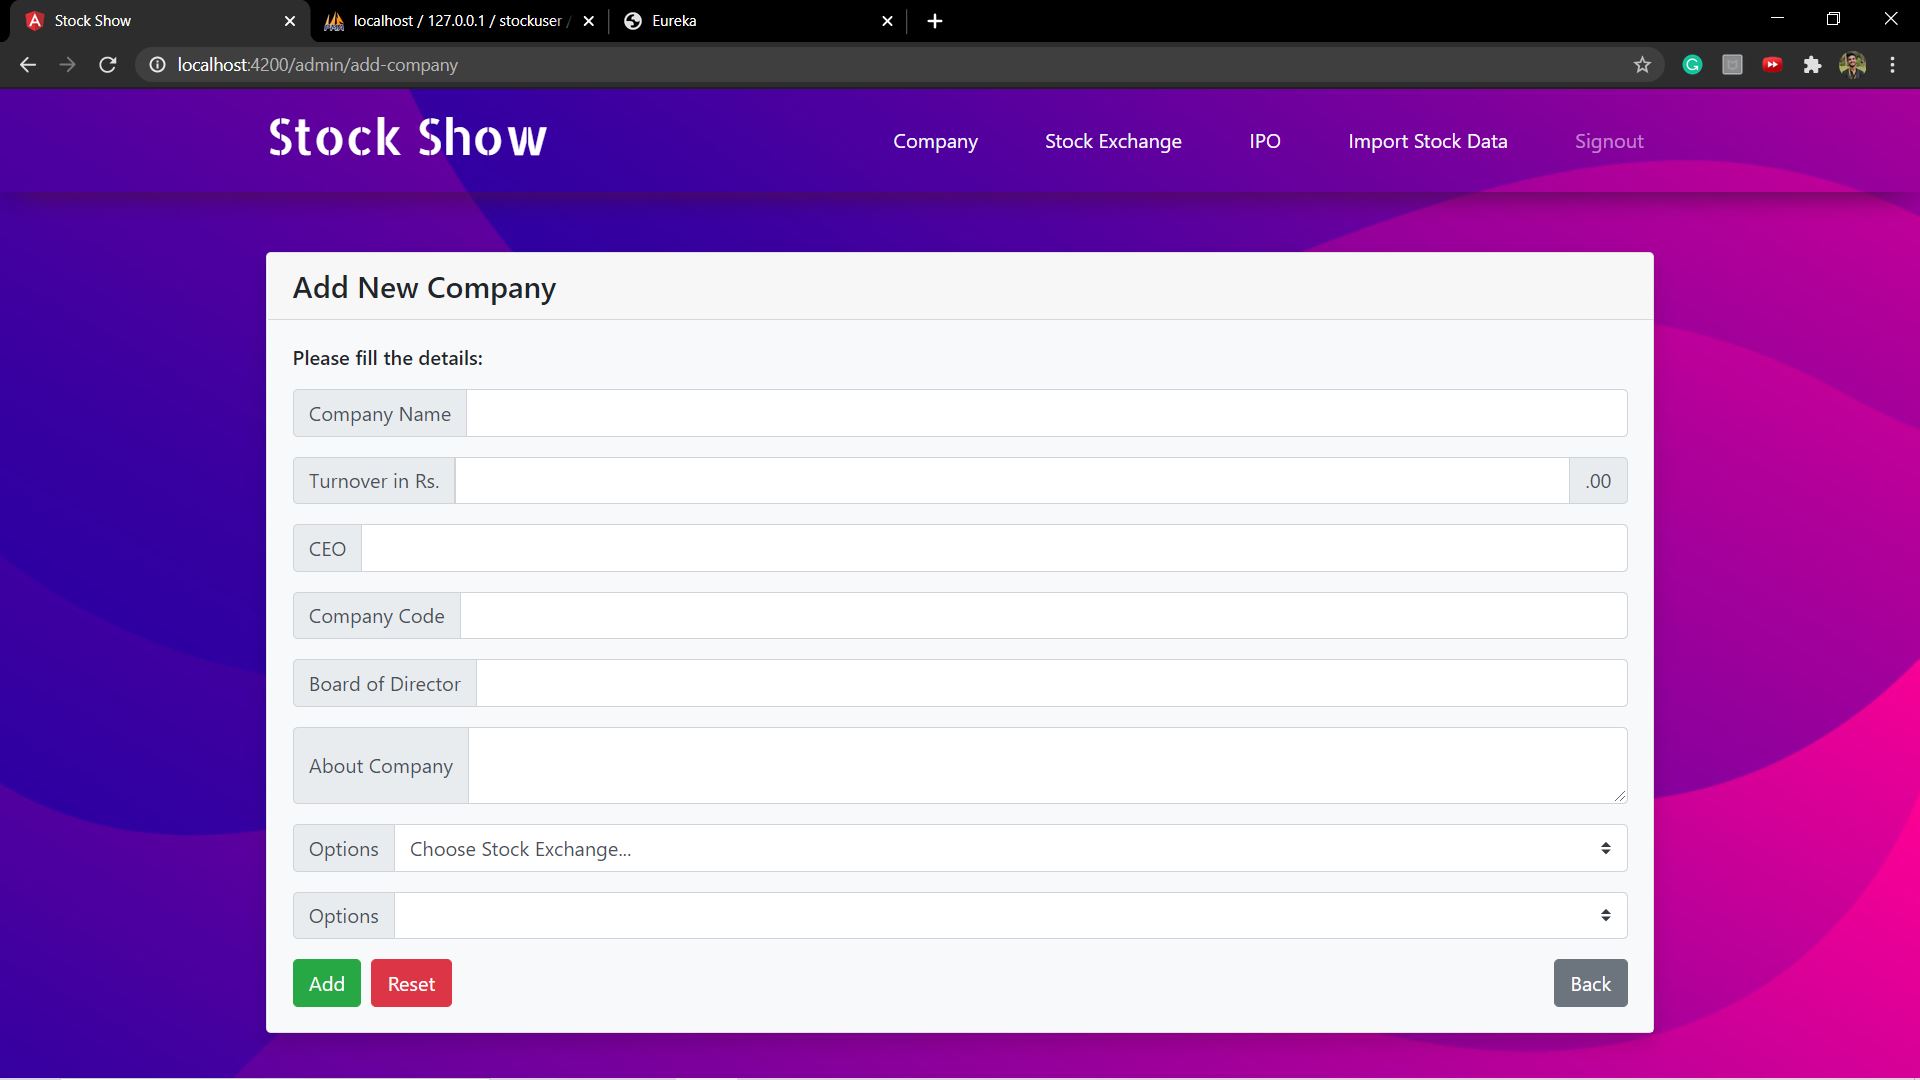 Stock Show
localhost / 127.0.0.1 / stockuser /
Eureka
localhost:4200/admin/add-company
Stock Show
Company
Stock Exchange
IPO
Import Stock Data
Signout
Add New Company
Please fill the details:
Company Name
Turnover in Rs.
.00
CEO
Company Code
Board of Director
About Company
Options
Choose Stock Exchange...
Options
Add
Reset
Back